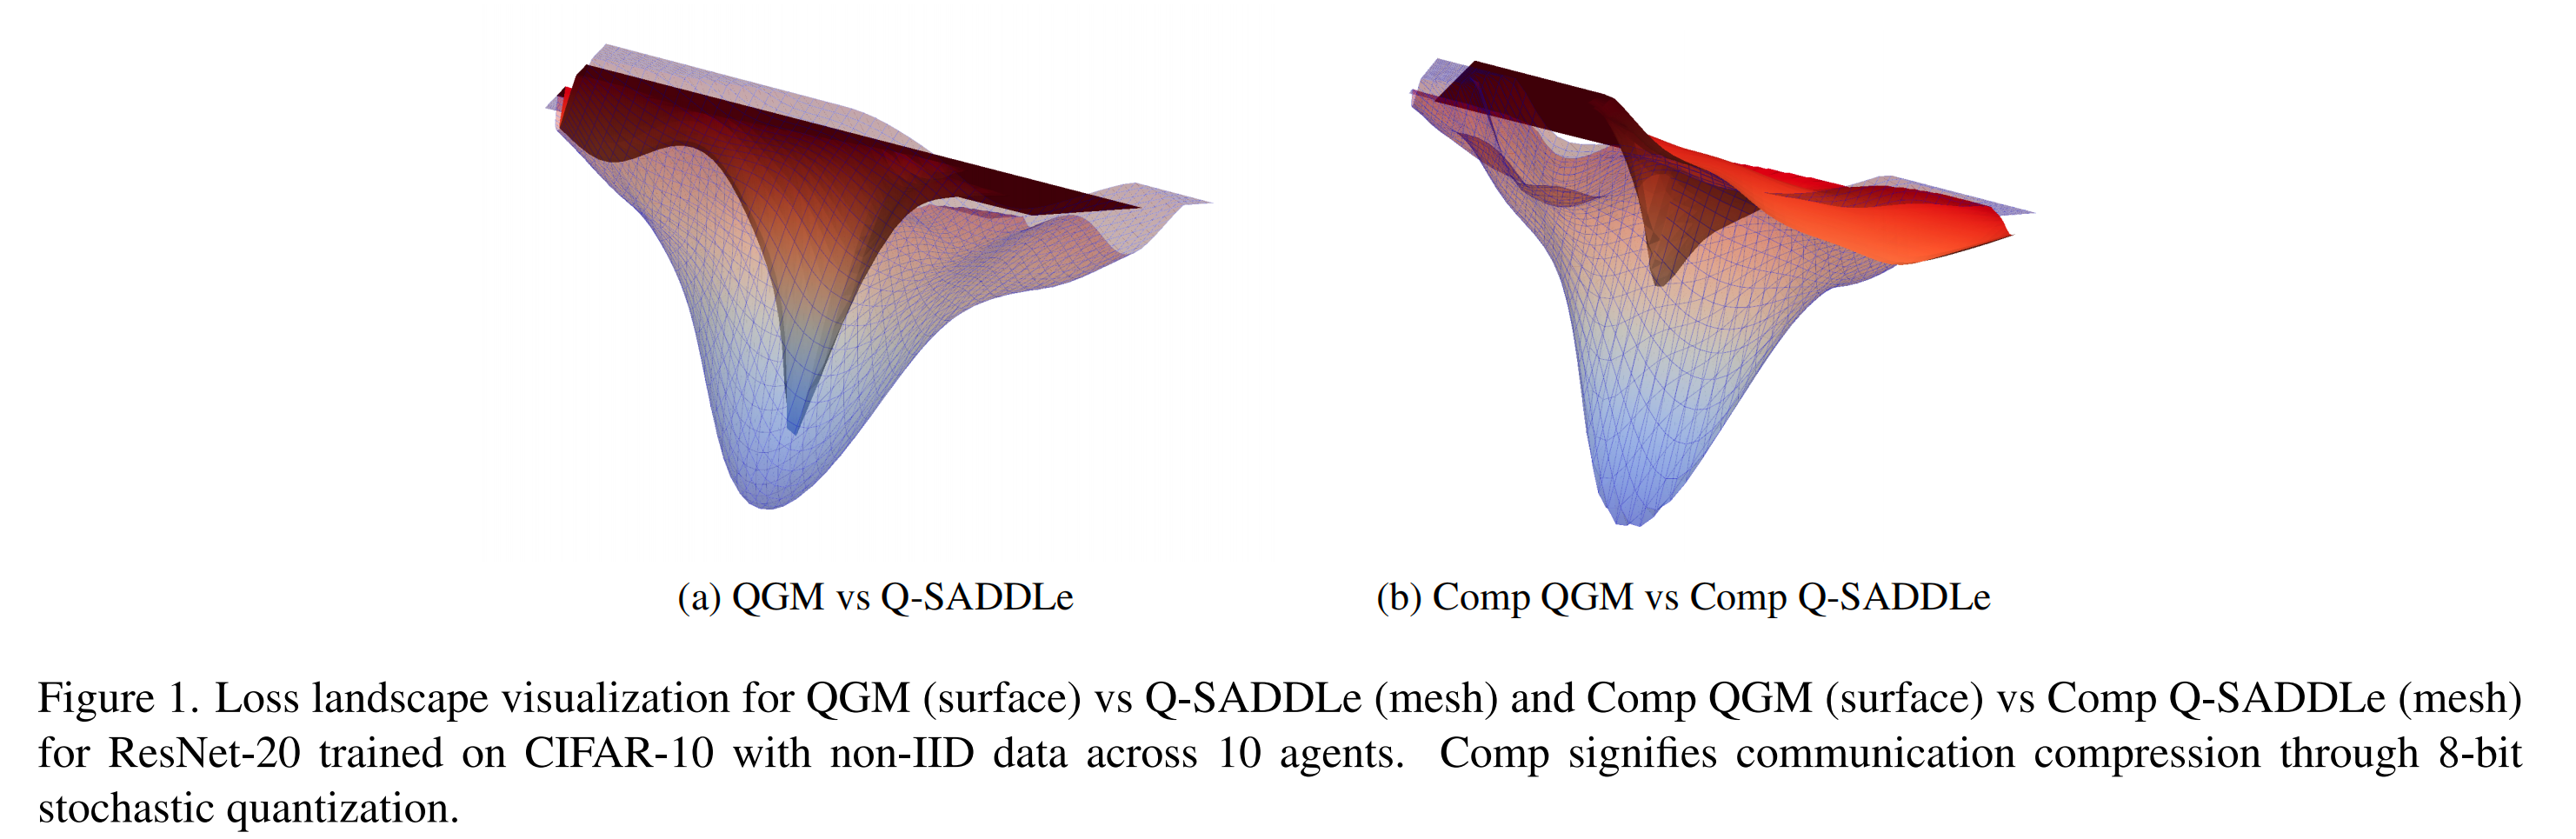 (a) QGM vs Q-SADDLe
(b) Comp QGM vs Comp Q-SADDLe
Figure 1. Loss landscape visualization for QGM (surface) vs Q-SADDLe (mesh) and Comp QGM (surface) vs Comp Q-SADDLe (mesh)
for ResNet-20 trained on CIFAR-10 with non-IID data across 10 agents. Comp signifies communication compression through 8-bit
stochastic quantization.